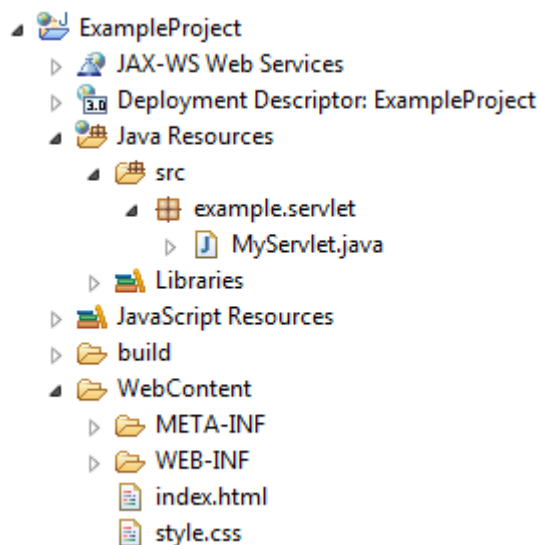 ExampleProject
JAX-WS Web Services
3.0 Deployment Descriptor: ExampleProject
Java Resources
src
example.servlet
J MyServlet.java
Libraries
JavaScript Resources
build
WebContent
META-INF
WEB-INF
index.html
style.css